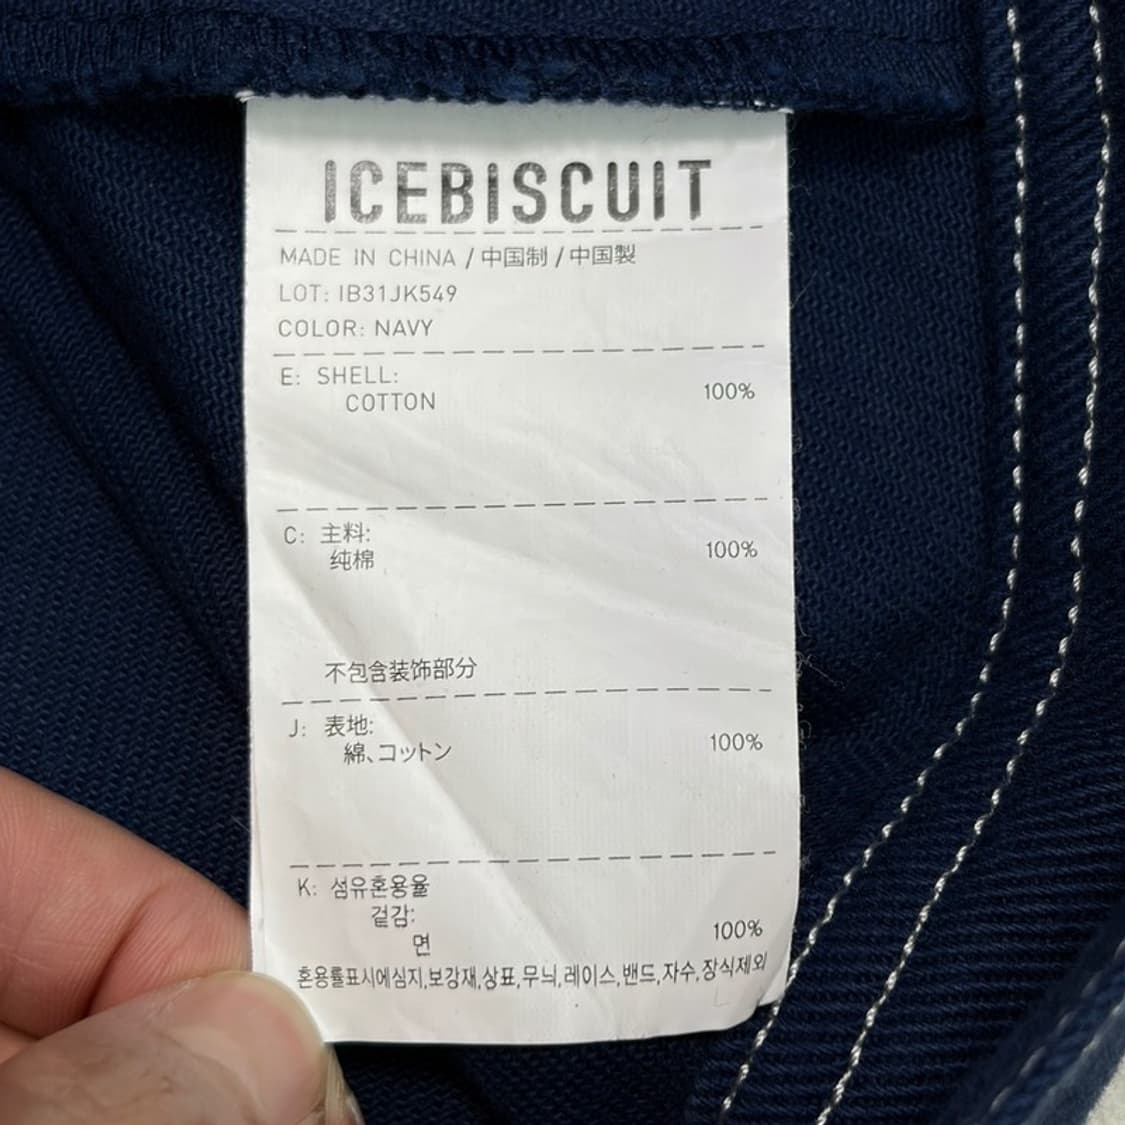 ICEBISCUIT
MADE IN CHINA / 中国制 / 中国製
LOT: IB31JK549
COLOR: NAVY
E: SHELL:
COTTON 100%
C: 主料:
纯棉 100%
不包含装饰部分
J: 表地:
綿、コットン 100%
K: 섬유혼용율
겉감:
면 100%
혼용률표시에심지,보강재,상표,무늬,레이스,밴드,자수,장식제외